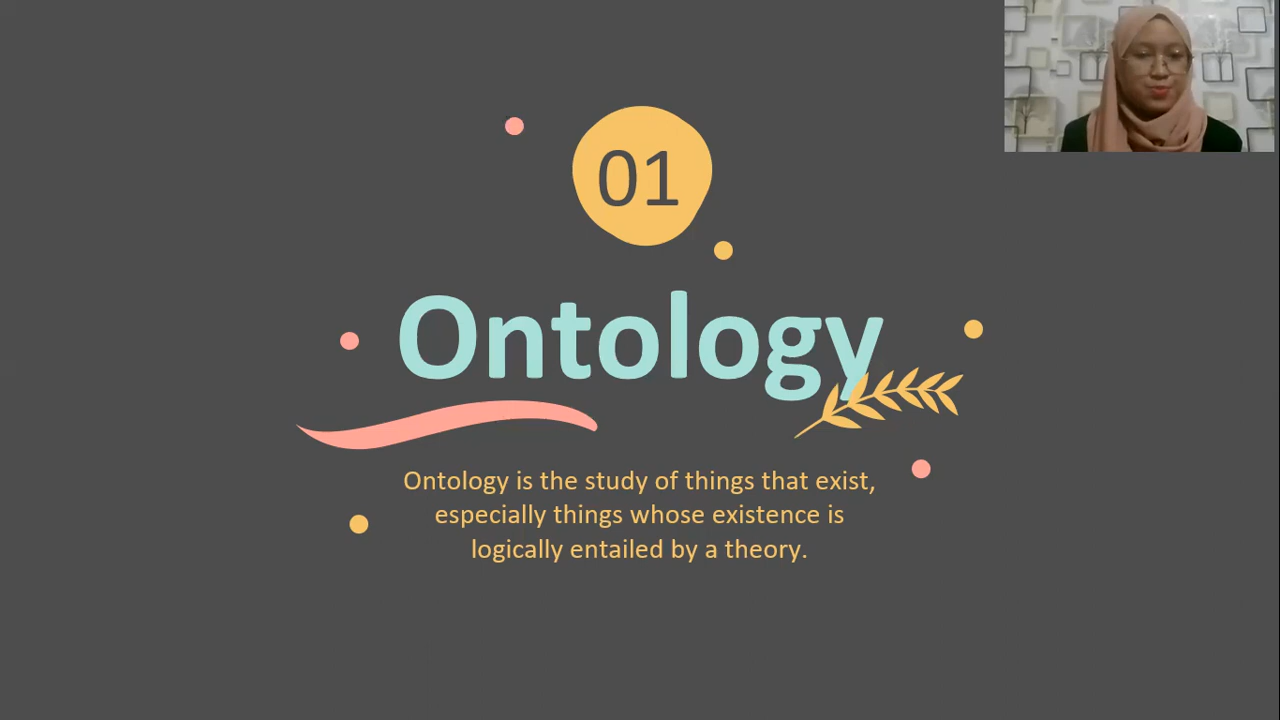 01
Ontology
Ontology is the study of things that exist,
especially things whose existence is
logically entailed by a theory.